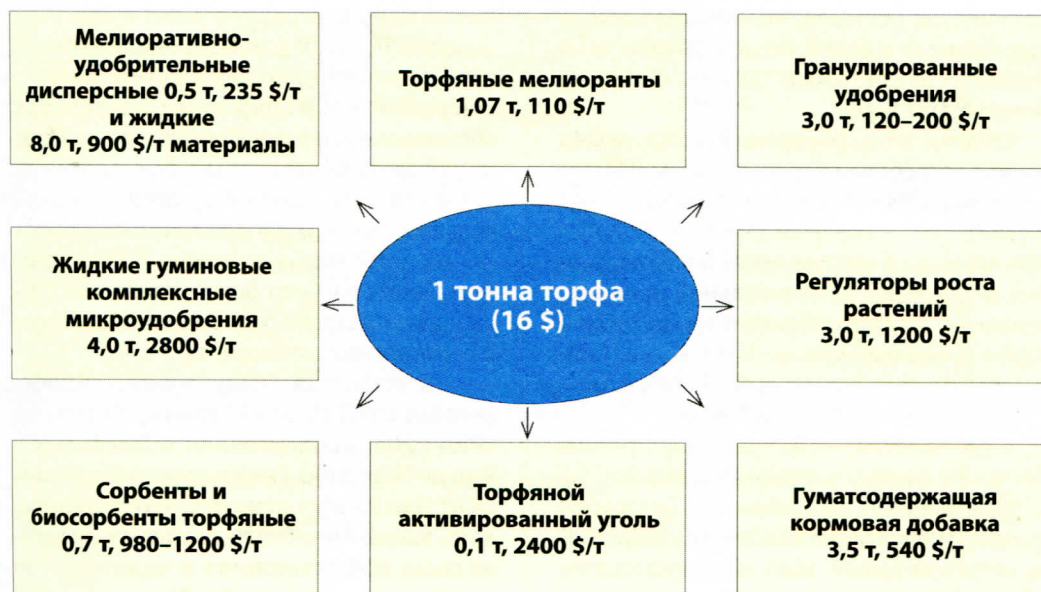 Мелиоративно-
удобрительные
дисперсные 0,5 т, 235 $/т
и жидкие
8,0 т, 900 $/т материалы
Торфяные мелиоранты
1,07 т, 110 $/т
Гранулированные
удобрения
3,0 т, 120–200 $/т
Жидкие гуминовые
комплексные
микроудобрения
4,0 т, 2800 $/т
1 тонна торфа
(16 $)
Регуляторы роста
растений
3,0 т, 1200 $/т
Сорбенты и
биосорбенты торфяные
0,7 т, 980–1200 $/т
Торфяной
активированный уголь
0,1 т, 2400 $/т
Гуматсодержащая
кормовая добавка
3,5 т, 540 $/т